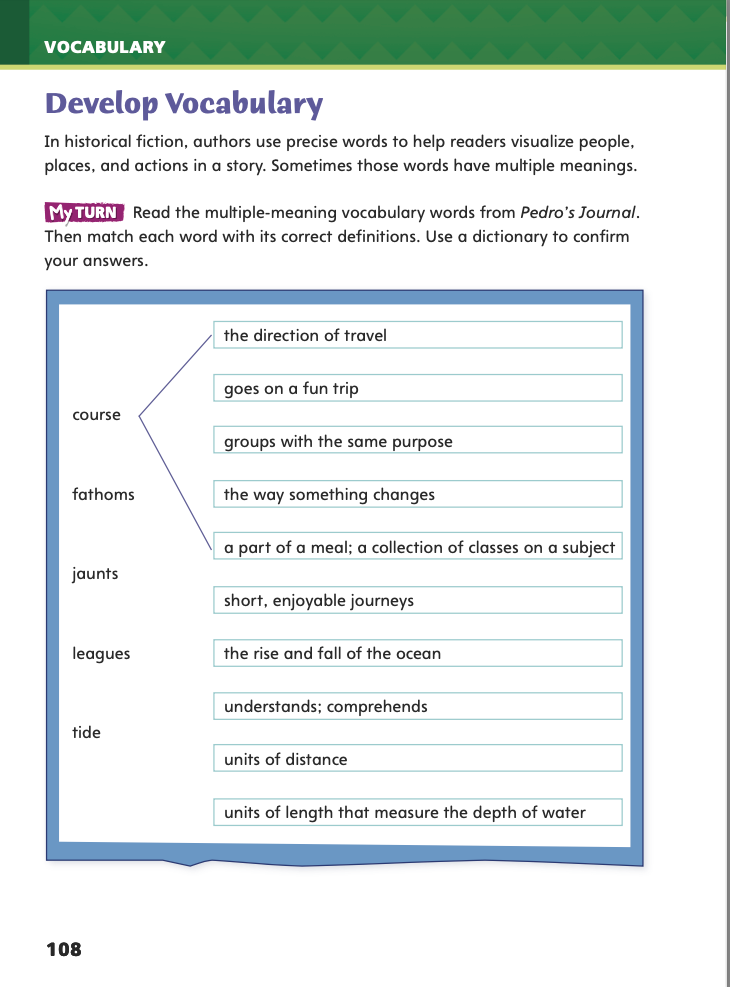 VOCABULARY
Develop Vocabulary
In historical fiction, authors use precise words to help readers visualize people,
places, and actions in a story. Sometimes those words have multiple meanings.
My TURN Read the multiple-meaning vocabulary words from Pedro's Journal.
Then match each word with its correct definitions. Use a dictionary to confirm
your answers.
course
fathoms
jaunts
leagues
tide
the direction of travel
goes on a fun trip
groups with the same purpose
the way something changes
a part of a meal; a collection of classes on a subject
short, enjoyable journeys
the rise and fall of the ocean
understands; comprehends
units of distance
units of length that measure the depth of water
108